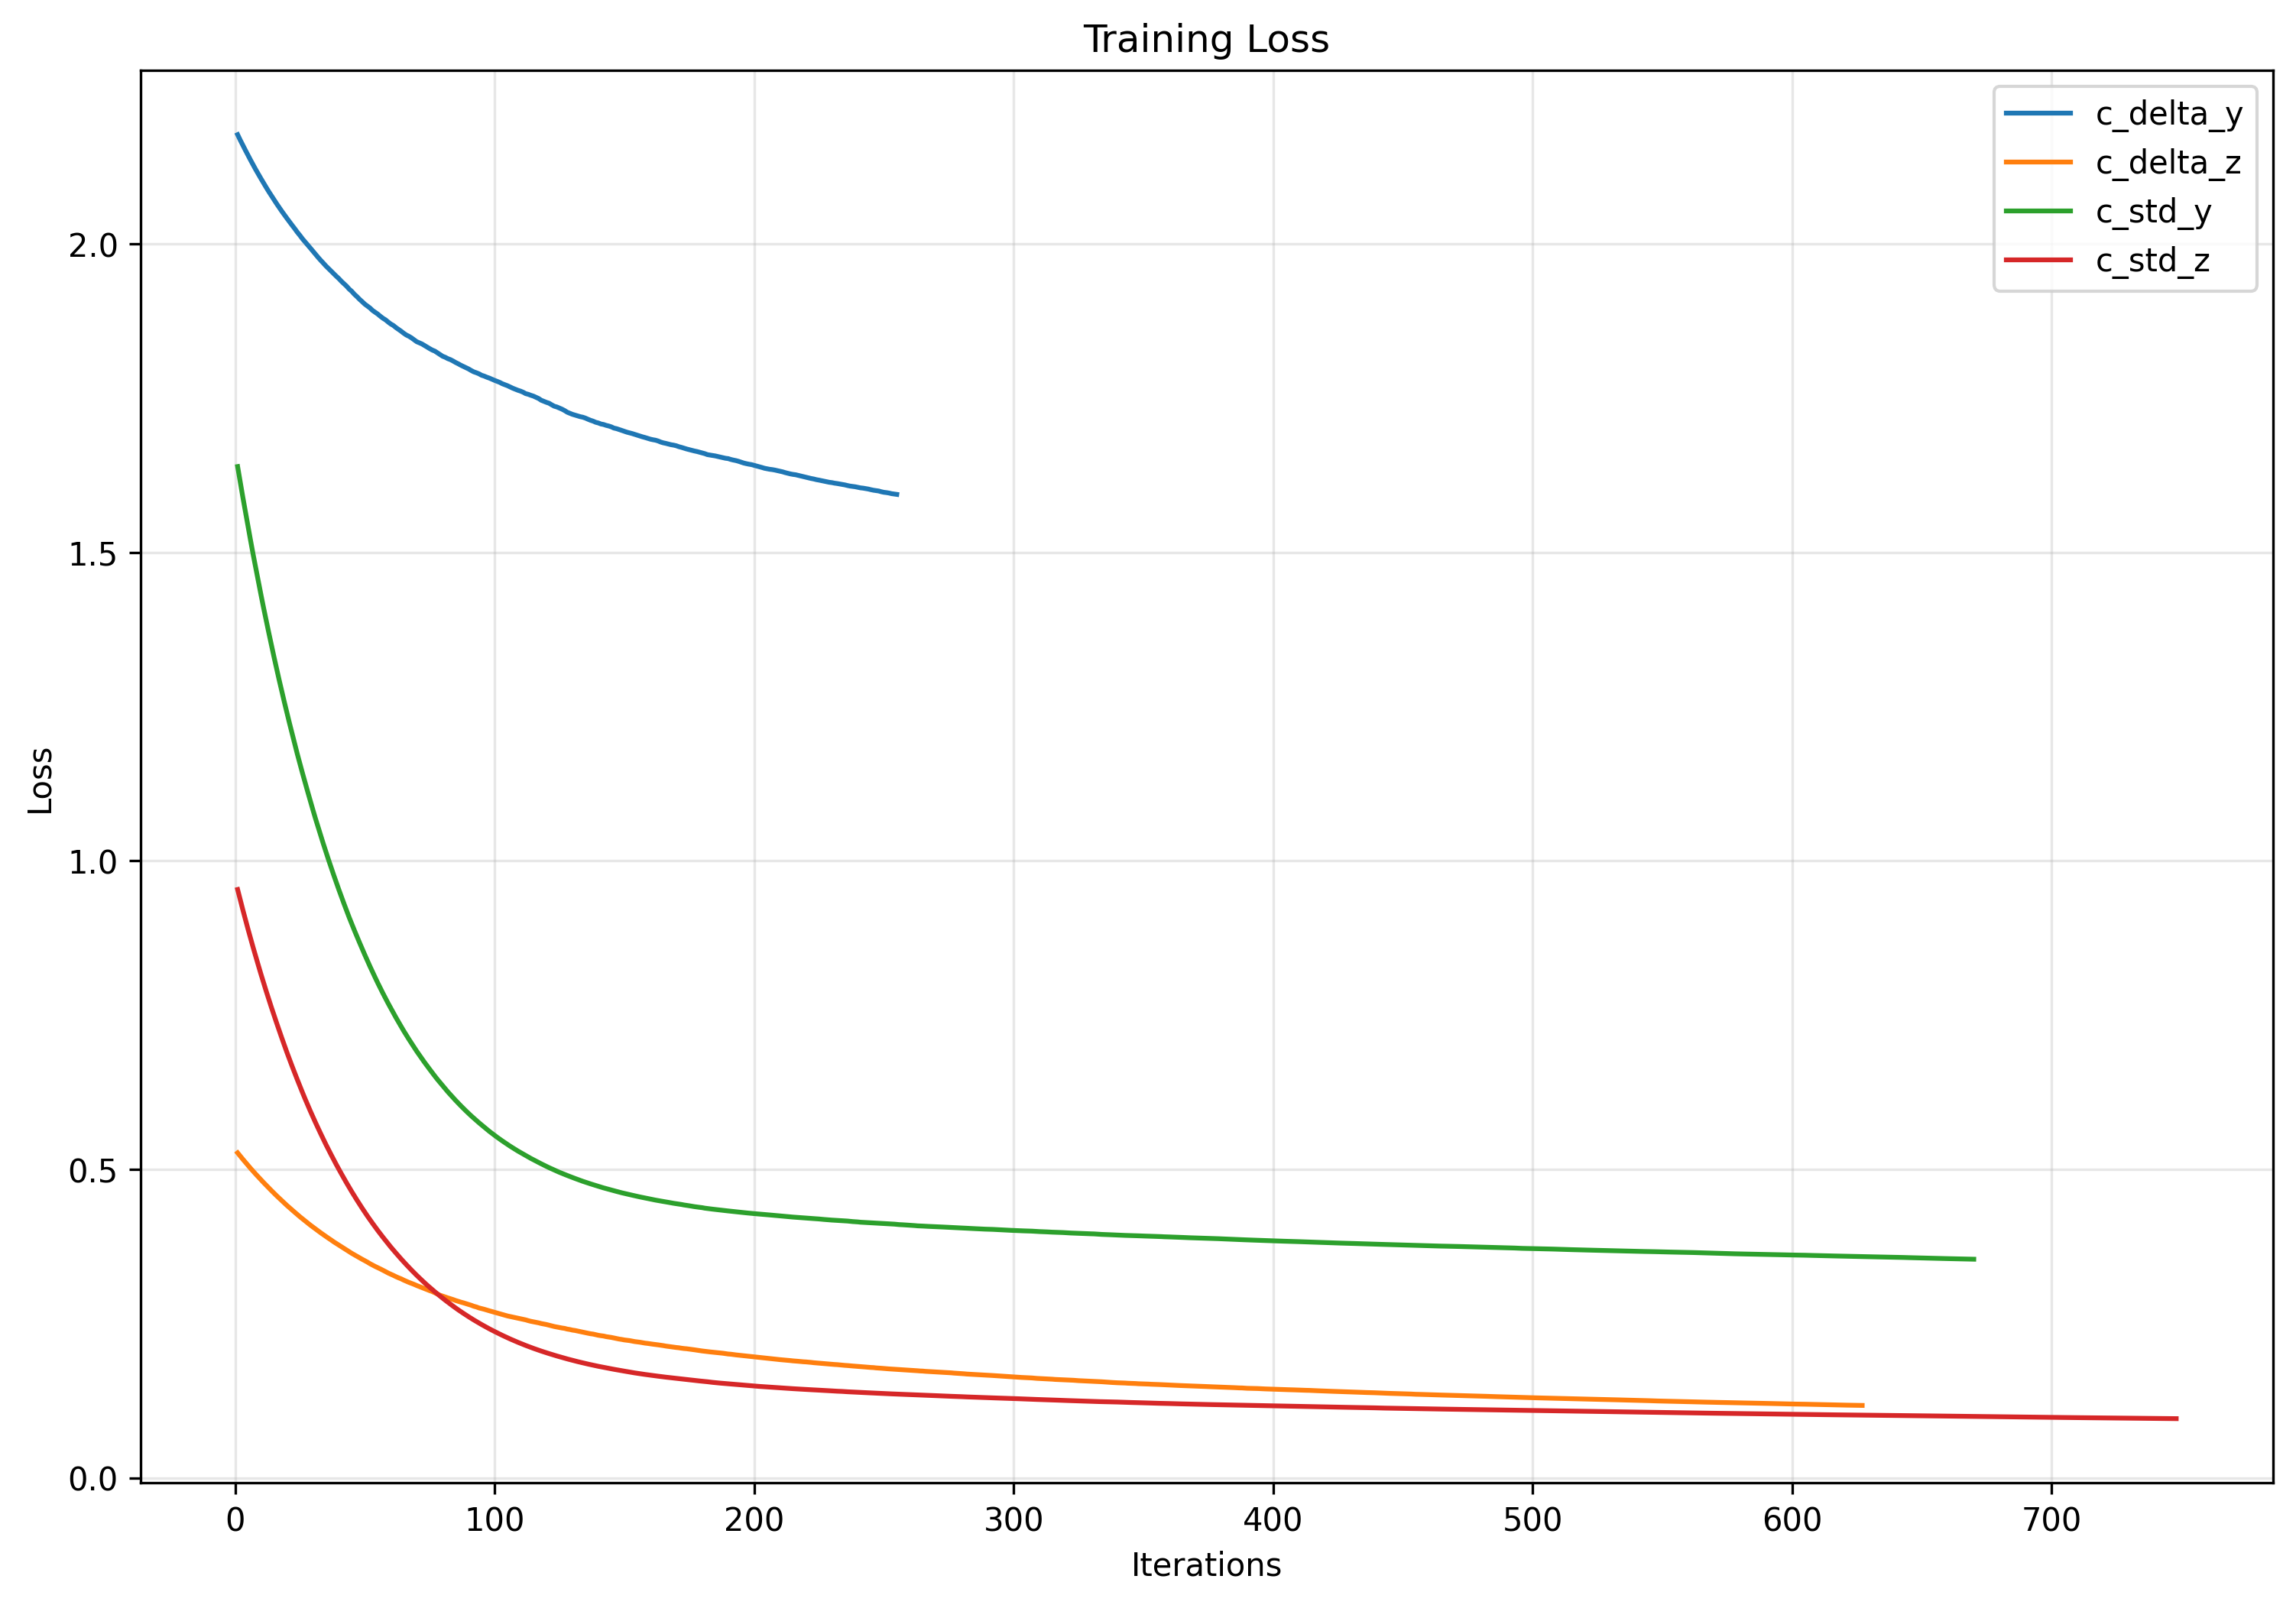 Training Loss
c_delta_y
c_delta_z
c_std_y
c_std_z
Loss
2.0
1.5
1.0
0.5
0.0
0 100 200 300 400 500 600 700
Iterations